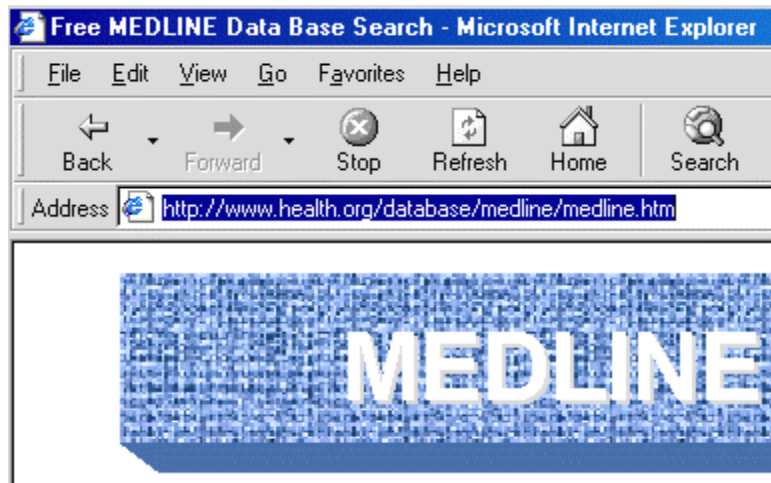 Free MEDLINE Data Base Search - Microsoft Internet Explorer
File Edit View Go Favorites Help
Back Forward Stop Refresh Home Search
Address http://www.health.org/database/medline/medline.htm
MEDLINE